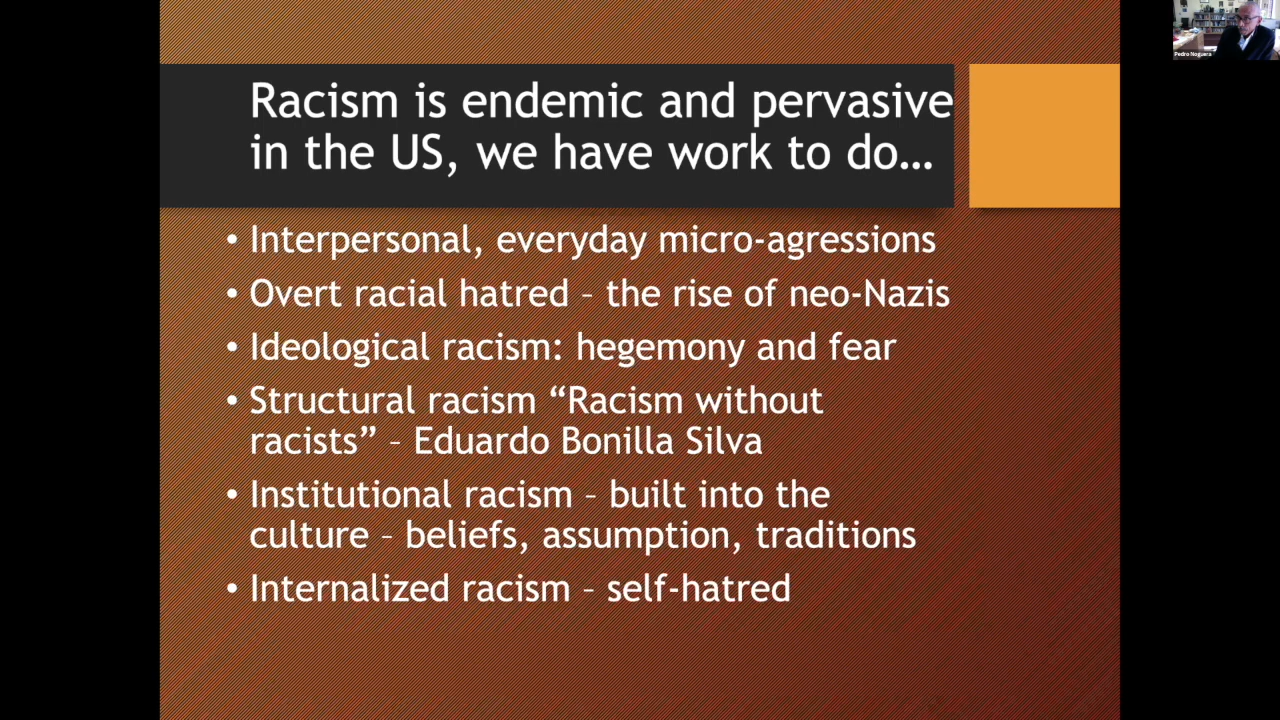 Racism is endemic and pervasive
in the US, we have work to do…
• Interpersonal, everyday micro-agressions
• Overt racial hatred – the rise of neo-Nazis
• Ideological racism: hegemony and fear
• Structural racism “Racism without
racists” – Eduardo Bonilla Silva
• Institutional racism – built into the
culture – beliefs, assumption, traditions
• Internalized racism – self-hatred
Pedro Noguera